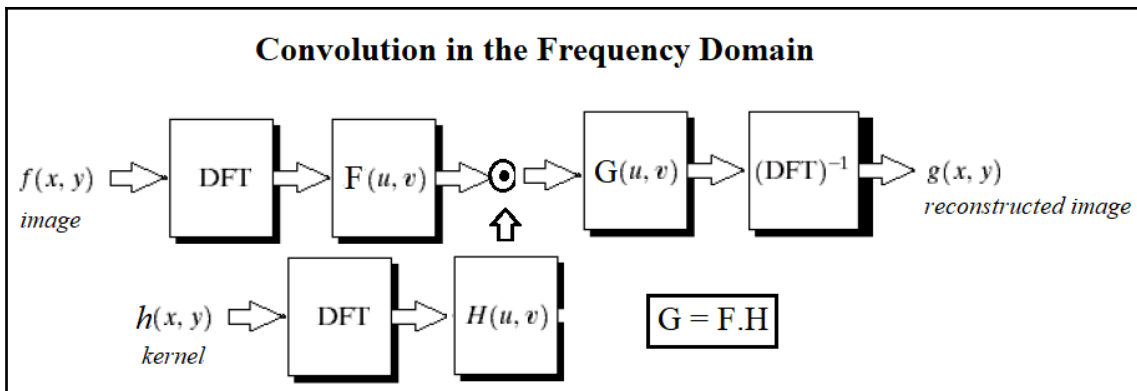 Convolution in the Frequency Domain
f(x, y) DFT F(u, v) G(u, v) (DFT)⁻¹ g(x, y)
image reconstructed image
h(x, y) DFT H(u, v) G = F.H
kernel